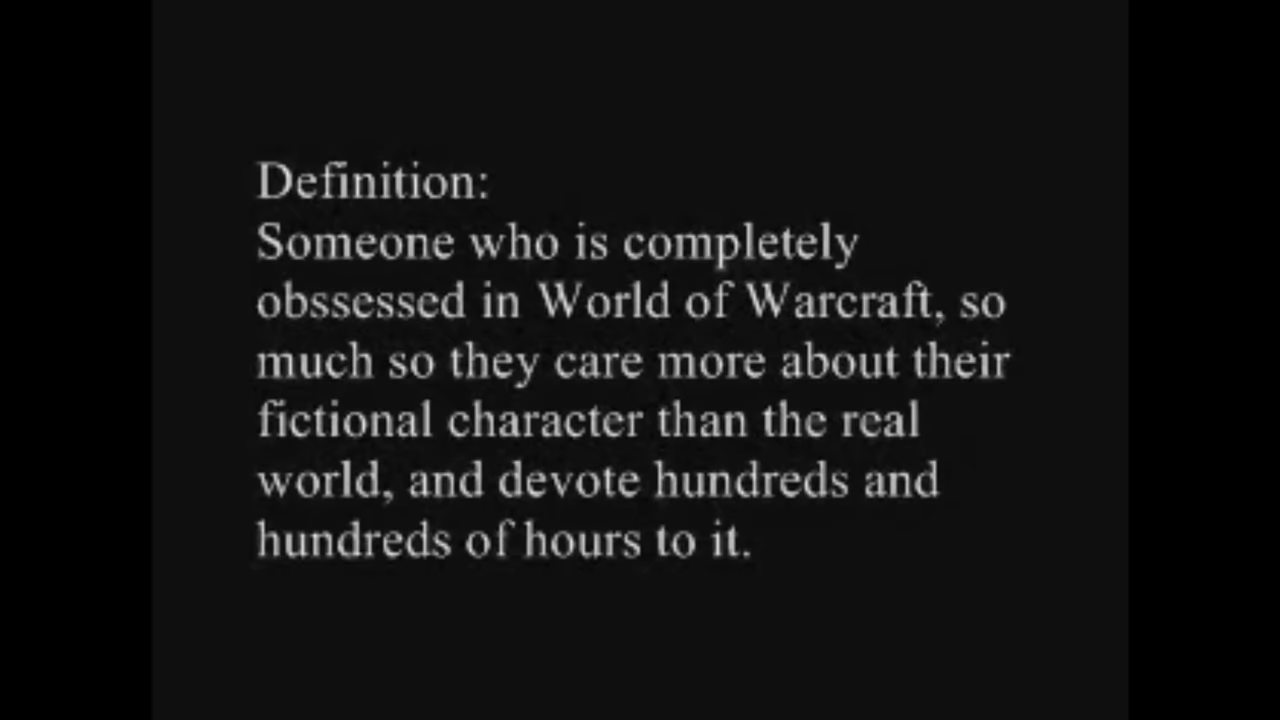 Definition:
Someone who is completely
obssessed in World of Warcraft, so
much so they care more about their
fictional character than the real
world, and devote hundreds and
hundreds of hours to it.